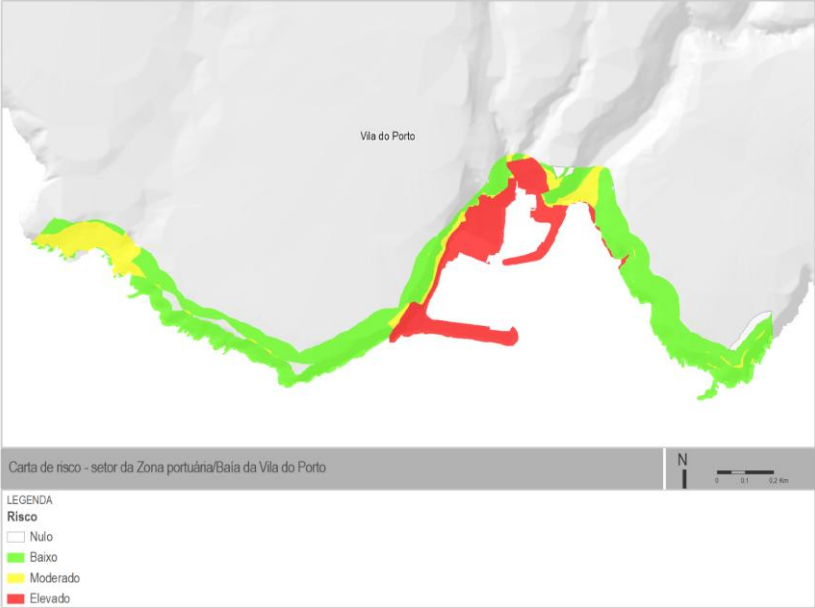 Vila do Porto
Carta de risco - setor da Zona portuária/Baía da Vila do Porto
N
0 0,1 0,2 Km
LEGENDA
Risco
Nulo
Baixo
Moderado
Elevado